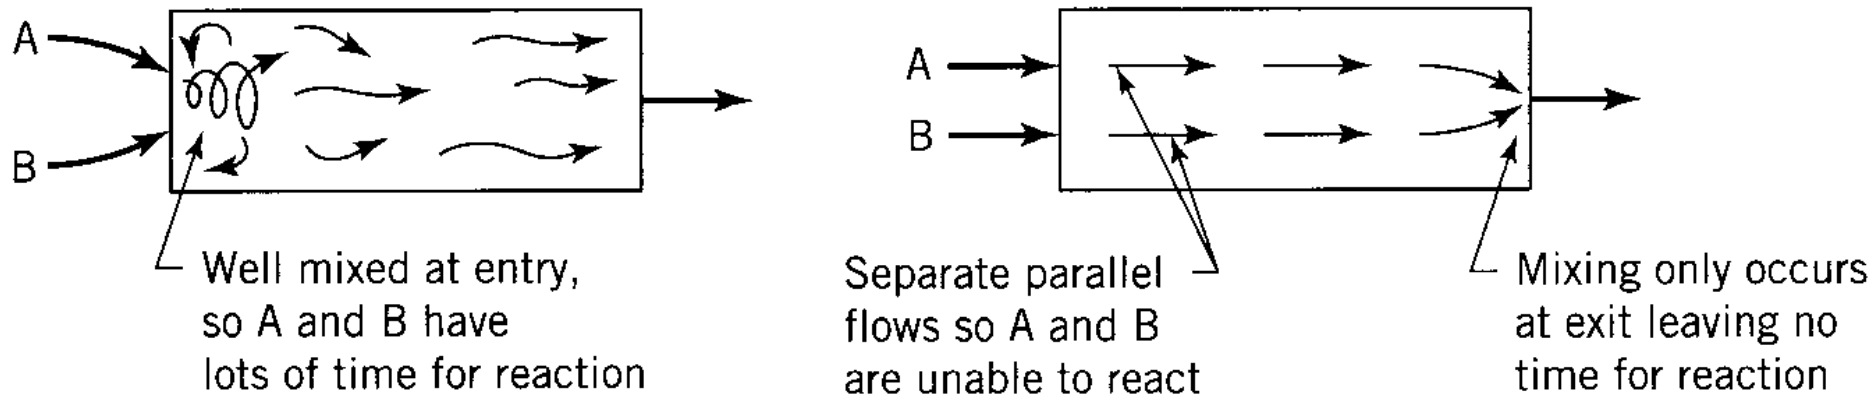 A
B
Well mixed at entry,
so A and B have
lots of time for reaction
A
B
Separate parallel
flows so A and B
are unable to react
Mixing only occurs
at exit leaving no
time for reaction